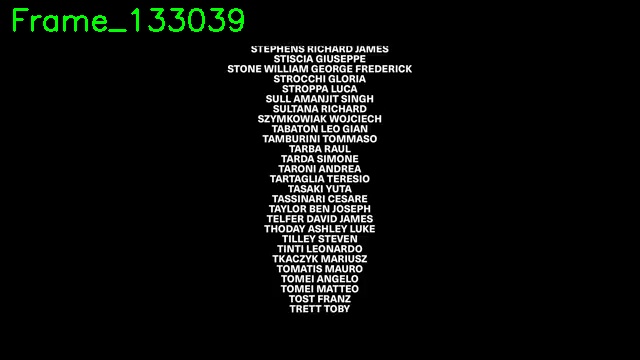 Frame_133039
STEPHENS RICHARD JAMES
STISCIA GIUSEPPE
STONE WILLIAM GEORGE FREDERICK
STROCCHI GLORIA
STROPPA LUCA
SULL AMANJIT SINGH
SULTANA RICHARD
SZYMKOWIAK WOJCIECH
TABATON LEO GIAN
TAMBURINI TOMMASO
TARBA RAUL
TARDA SIMONE
TARONI ANDREA
TARTAGLIA TERESIO
TASAKI YUTA
TASSINARI CESARE
TAYLOR BEN JOSEPH
TELFER DAVID JAMES
THODAY ASHLEY LUKE
TILLEY STEVEN
TINTI LEONARDO
TKACZYK MARIUSZ
TOMATIS MAURO
TOMEI ANGELO
TOMEI MATTEO
TOST FRANZ
TRETT TOBY